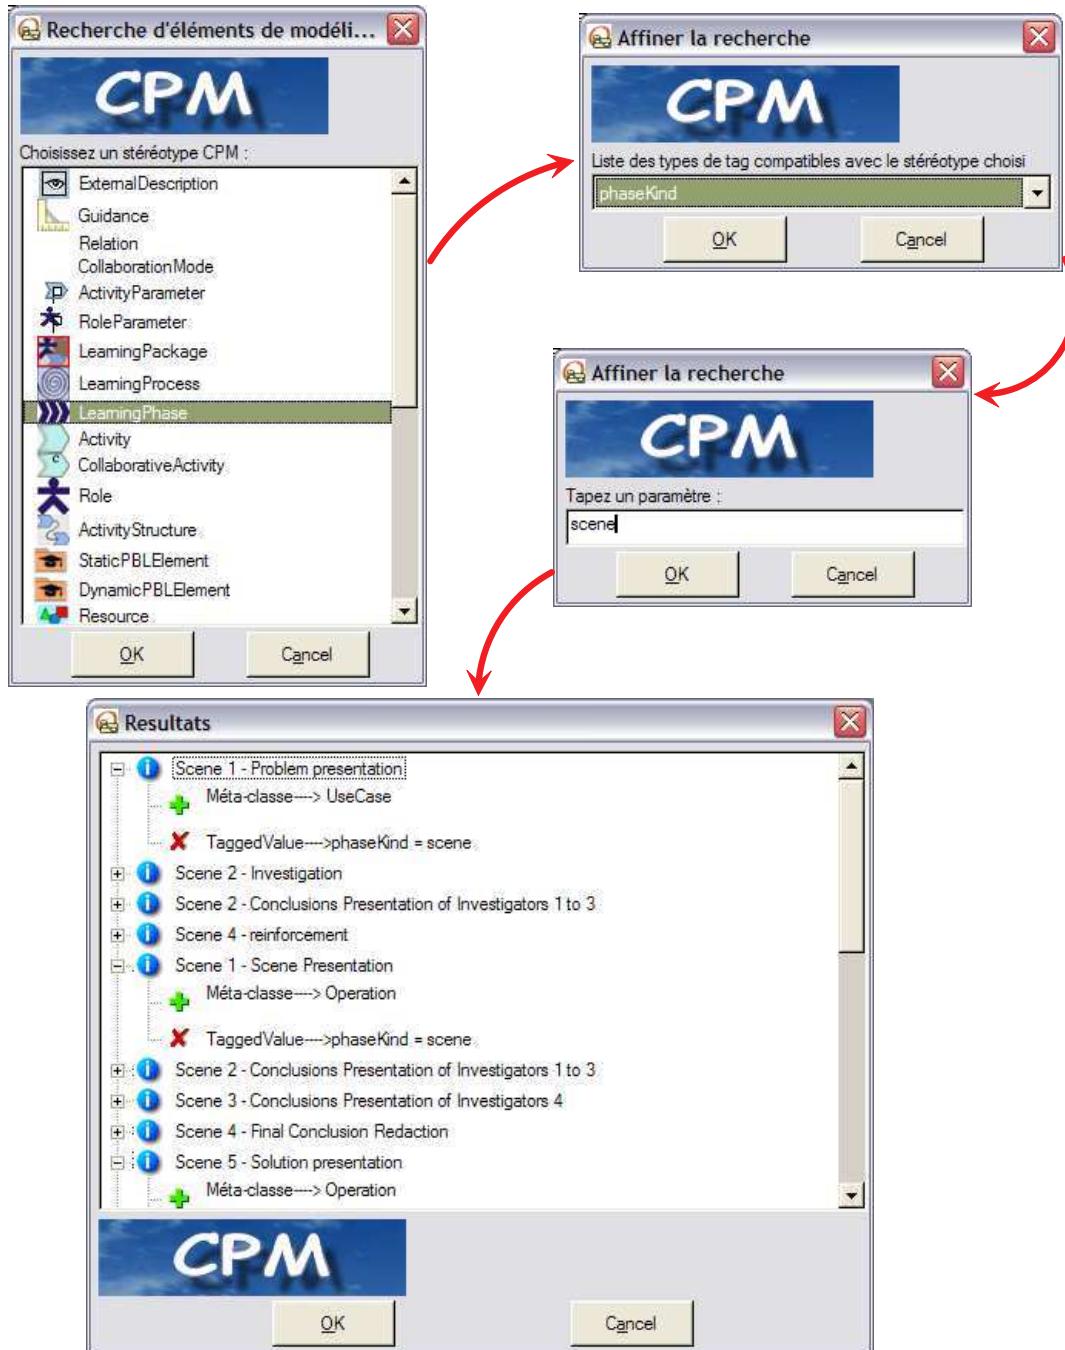 Recherche d'éléments de modéli...
CPM
Choisissez un stéréotype CPM :
ExternalDescription
Guidance
Relation
CollaborationMode
ActivityParameter
RoleParameter
LearningPackage
LearningProcess
LearningPhase
Activity
CollaborativeActivity
Role
ActivityStructure
StaticPBLElement
DynamicPBLElement
Resource
OK
Cancel
Affiner la recherche
CPM
Liste des types de tag compatibles avec le stéréotype choisi
phaseKind
OK
Cancel
Affiner la recherche
CPM
Tapez un paramètre :
scene
OK
Cancel
Resultats
Scene 1 - Problem presentation
Méta-classe----> UseCase
TaggedValue---->phaseKind = scene
Scene 2 - Investigation
Scene 2 - Conclusions Presentation of Investigators 1 to 3
Scene 4 - reinforcement
Scene 1 - Scene Presentation
Méta-classe----> Operation
TaggedValue---->phaseKind = scene
Scene 2 - Conclusions Presentation of Investigators 1 to 3
Scene 3 - Conclusions Presentation of Investigators 4
Scene 4 - Final Conclusion Redaction
Scene 5 - Solution presentation
Méta-classe----> Operation
CPM
OK
Cancel